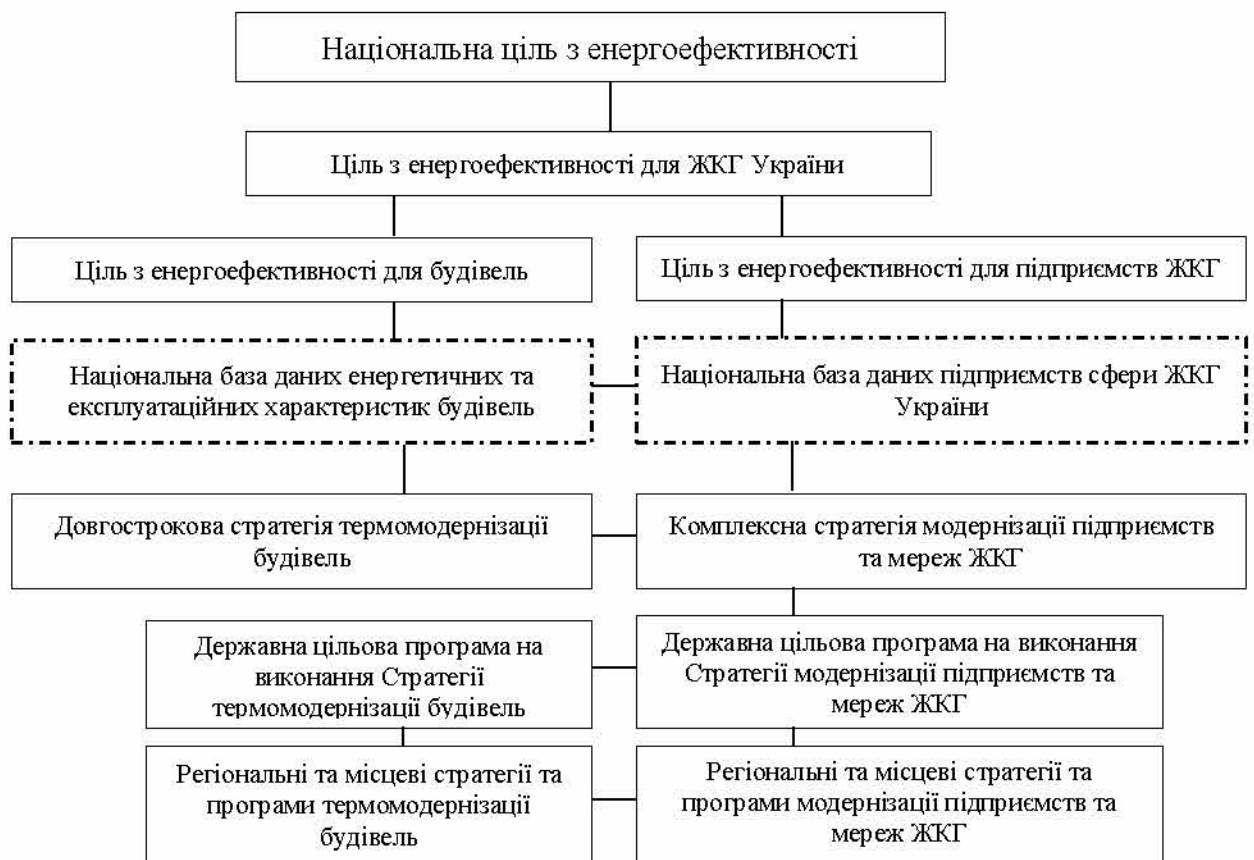 Національна ціль з енергоефективності
Ціль з енергоефективності для ЖКГ України
Ціль з енергоефективності для будівель
Ціль з енергоефективності для підприємств ЖКГ
Національна база даних енергетичних та
експлуатаційних характеристик будівель
Національна база даних підприємств сфери ЖКГ
України
Довгострокова стратегія термомодернізації
будівель
Комплексна стратегія модернізації підприємств
та мереж ЖКГ
Державна цільова програма на
виконання Стратегії
термомодернізації будівель
Державна цільова програма на виконання
Стратегії модернізації підприємств та
мереж ЖКГ
Регіональні та місцеві стратегії та
програми термомодернізації
будівель
Регіональні та місцеві стратегії та
програми модернізації підприємств та
мереж ЖКГ